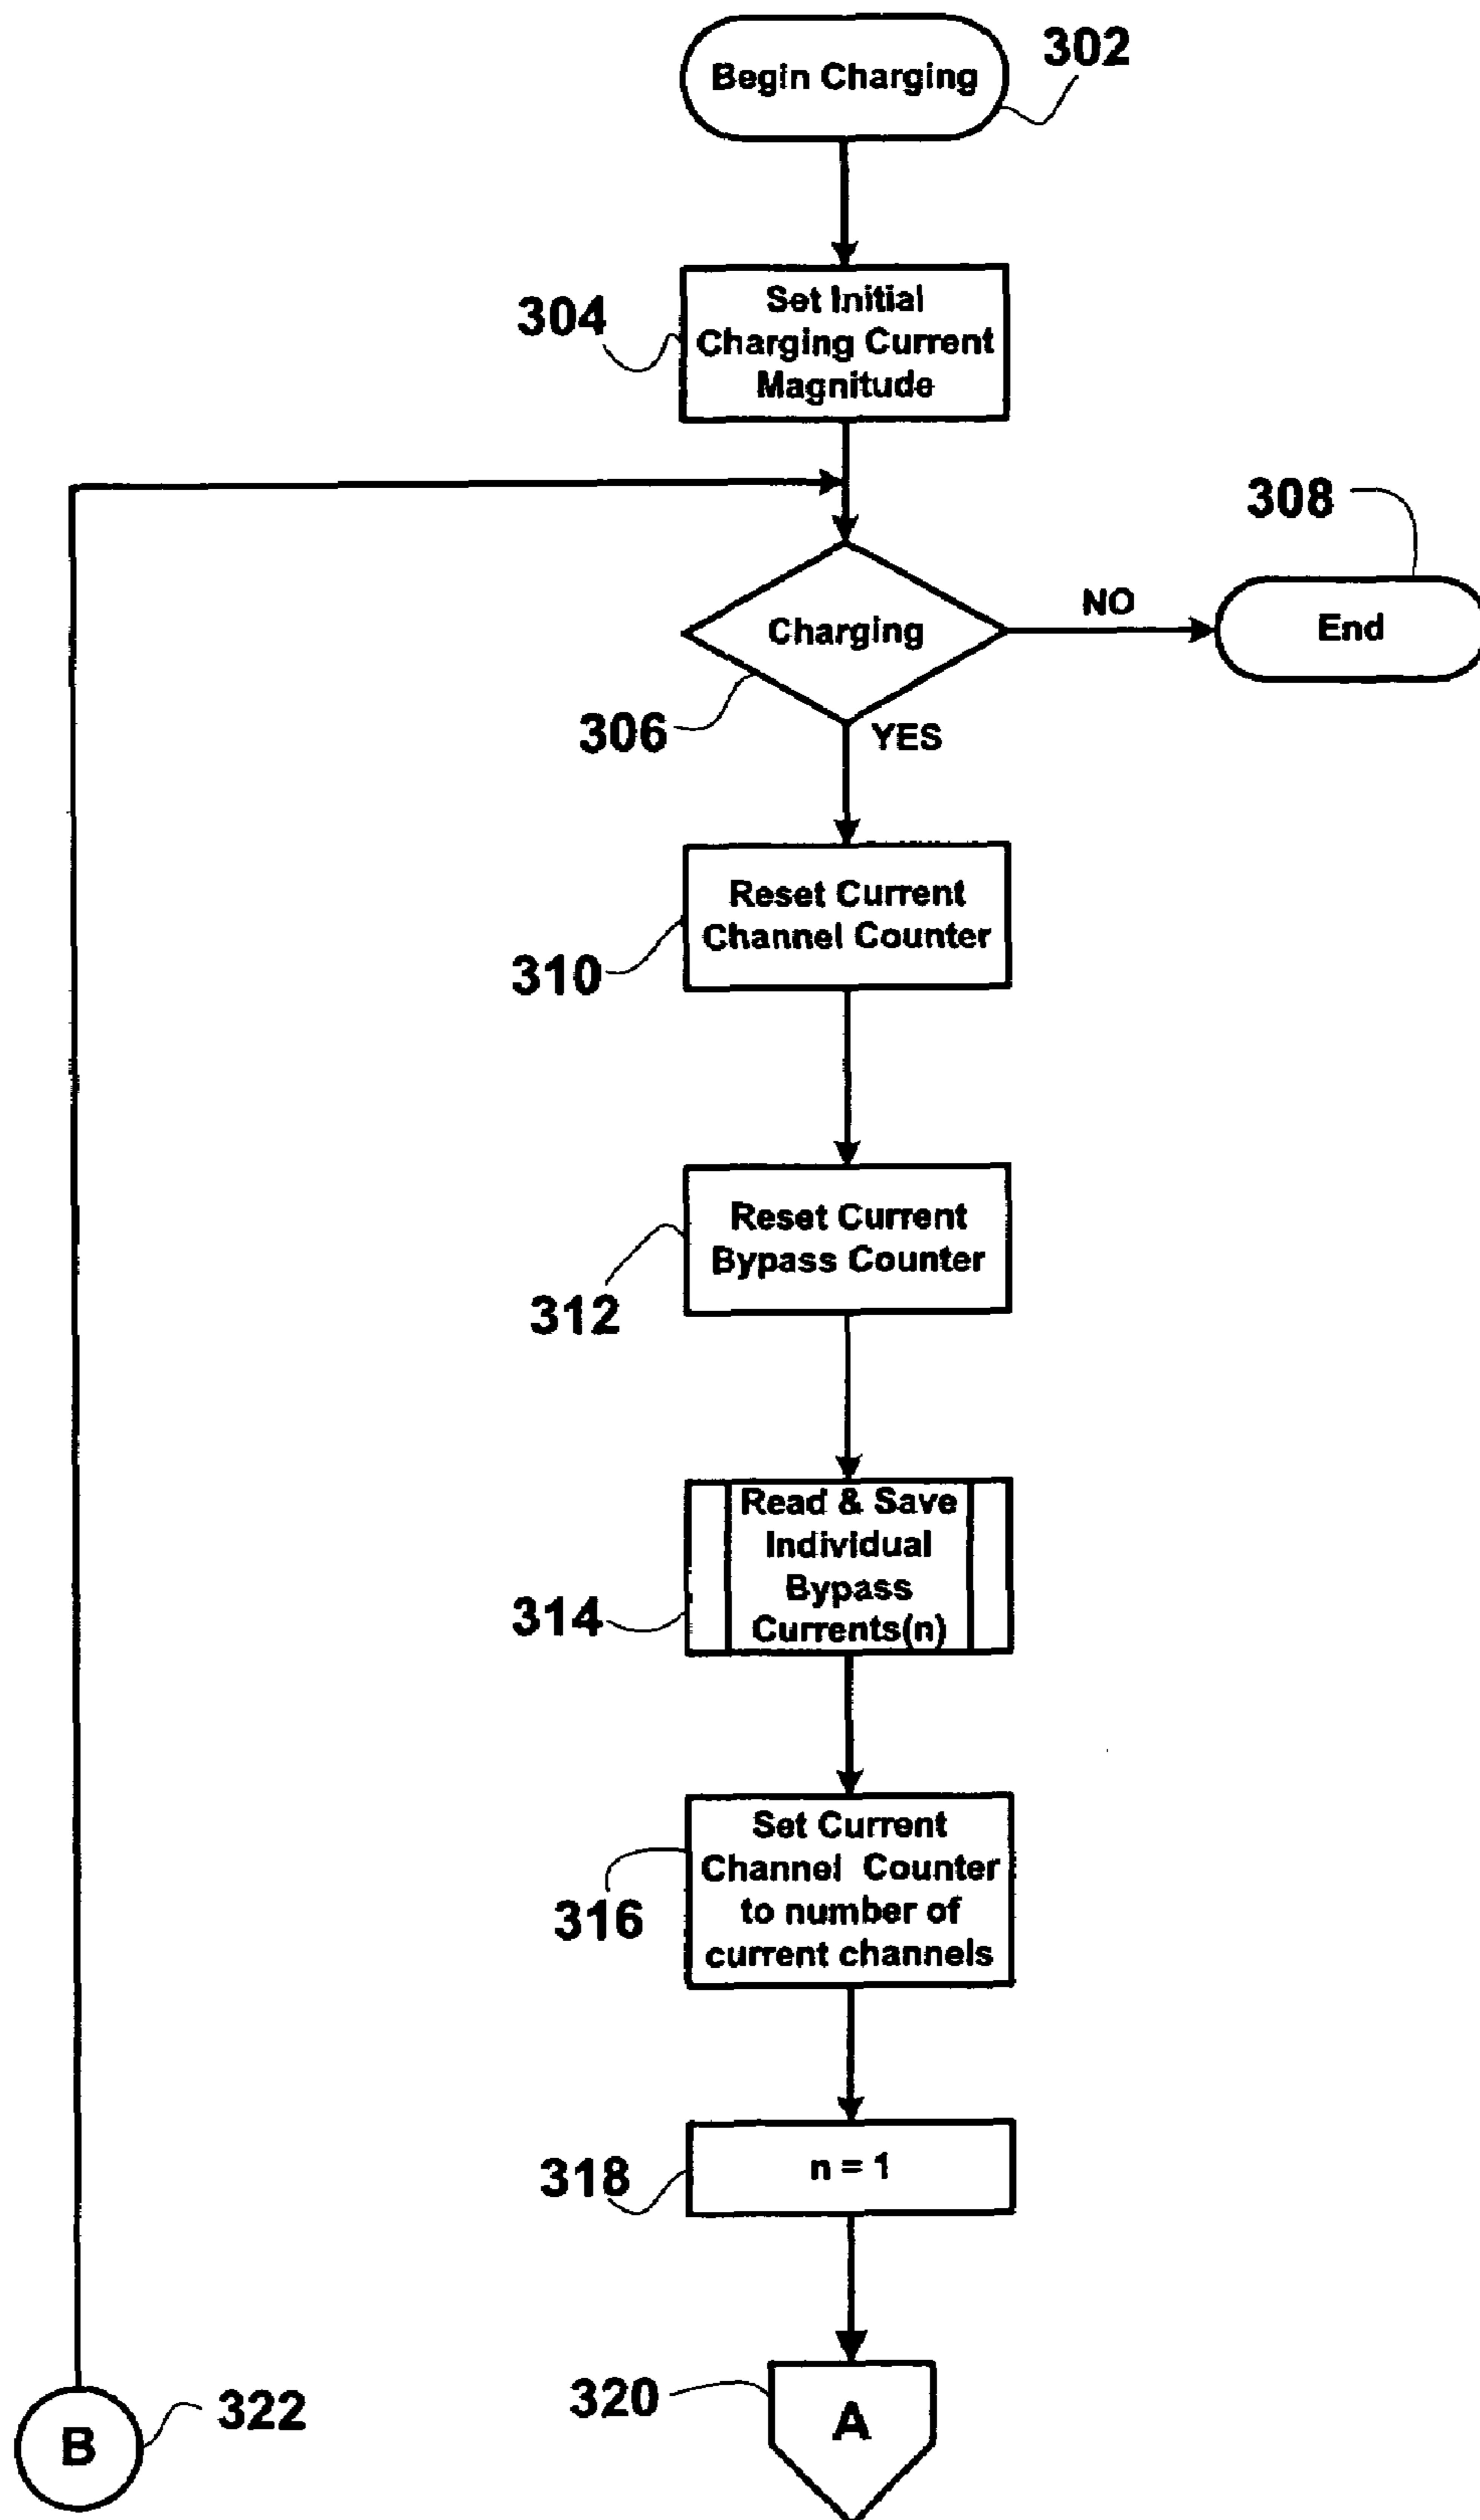 Begin Charging
302
304
Set Initial
Charging Current
Magnitude
308
Charging
NO
End
306
YES
Reset Current
Channel Counter
310
Reset Current
Bypass Counter
312
Read & Save
Individual
Bypass
Currents(n)
314
Set Current
Channel Counter
to number of
current channels
316
n = 1
318
320
A
B
322